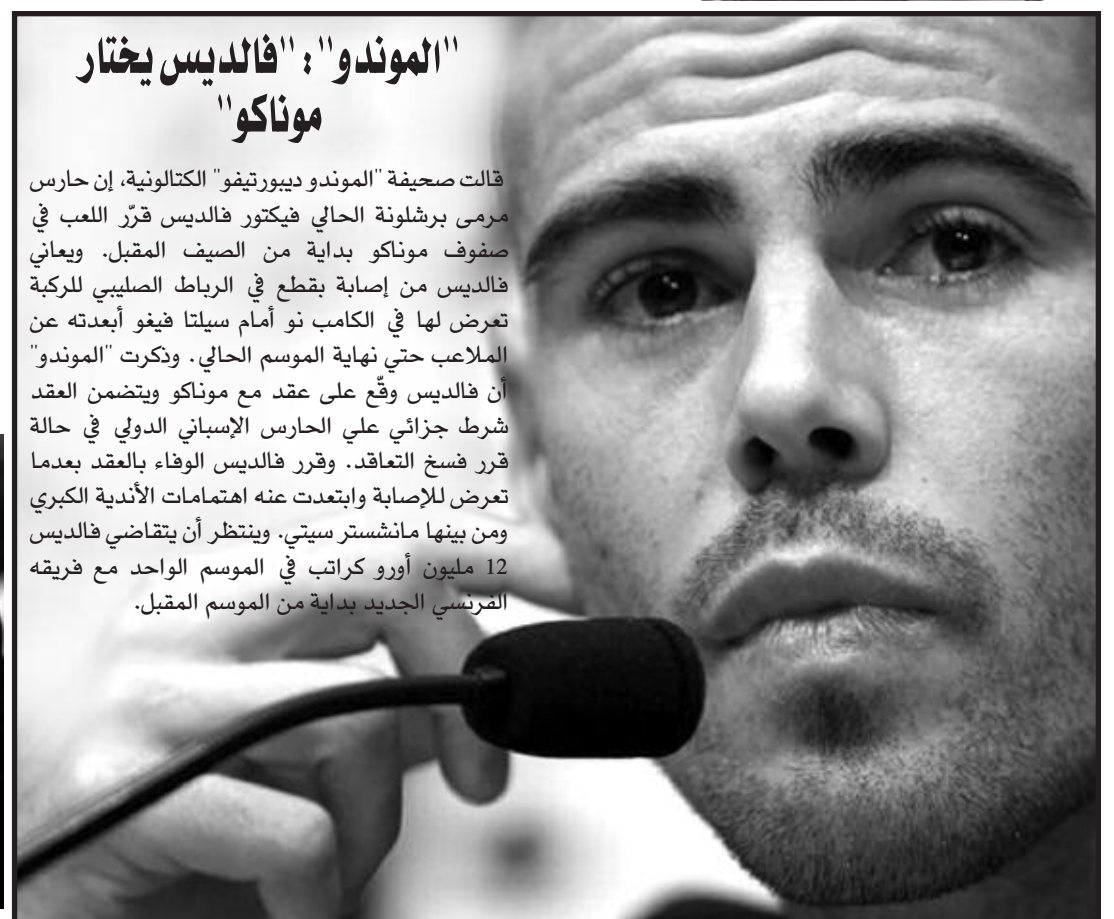 "الموندو": "فالديس يختار
موناكو"
قالت صحيفة "الموندو ديبورتيفو" الكتالونية، إن حارس
مرمى برشلونة الحالي فيكتور فالديس قرّر اللعب في
صفوف موناكو بداية من الصيف المقبل. ويعاني
فالديس من إصابة بقطع في الرباط الصليبي للركبة
تعرض لها في الكامب نو أمام سيلتا فيغو أبعدته عن
الملاعب حتي نهاية الموسم الحالي. وذكرت "الموندو"
أن فالديس وقّع على عقد مع موناكو ويتضمن العقد
شرط جزائي علي الحارس الإسباني الدولي في حالة
قرر فسخ التعاقد. وقرر فالديس الوفاء بالعقد بعدما
تعرض للإصابة وابتعدت عنه اهتمامات الأندية الكبري
ومن بينها مانشستر سيتي. وينتظر أن يتقاضي فالديس
12 مليون أورو كراتب في الموسم الواحد مع فريقه
الفرنسي الجديد بداية من الموسم المقبل.